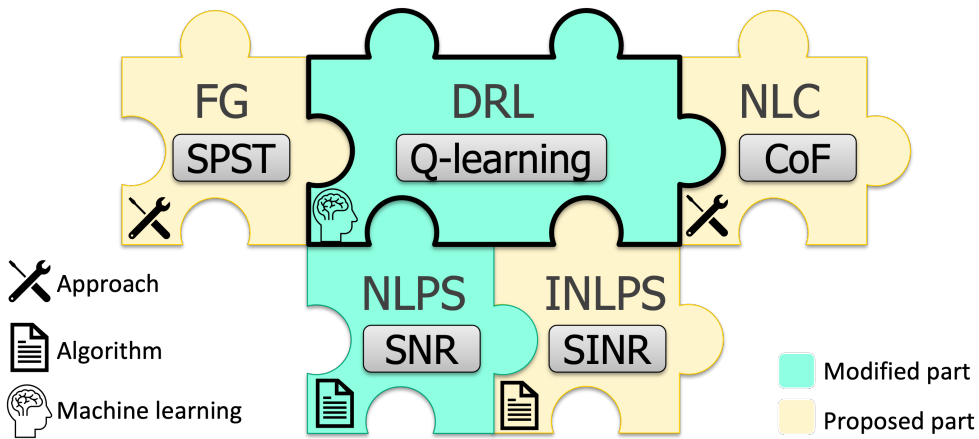 FG
SPST
DRL
Q-learning
NLC
CoF
NLPS
SNR
INLPS
SINR
Approach
Algorithm
Machine learning
Modified part
Proposed part